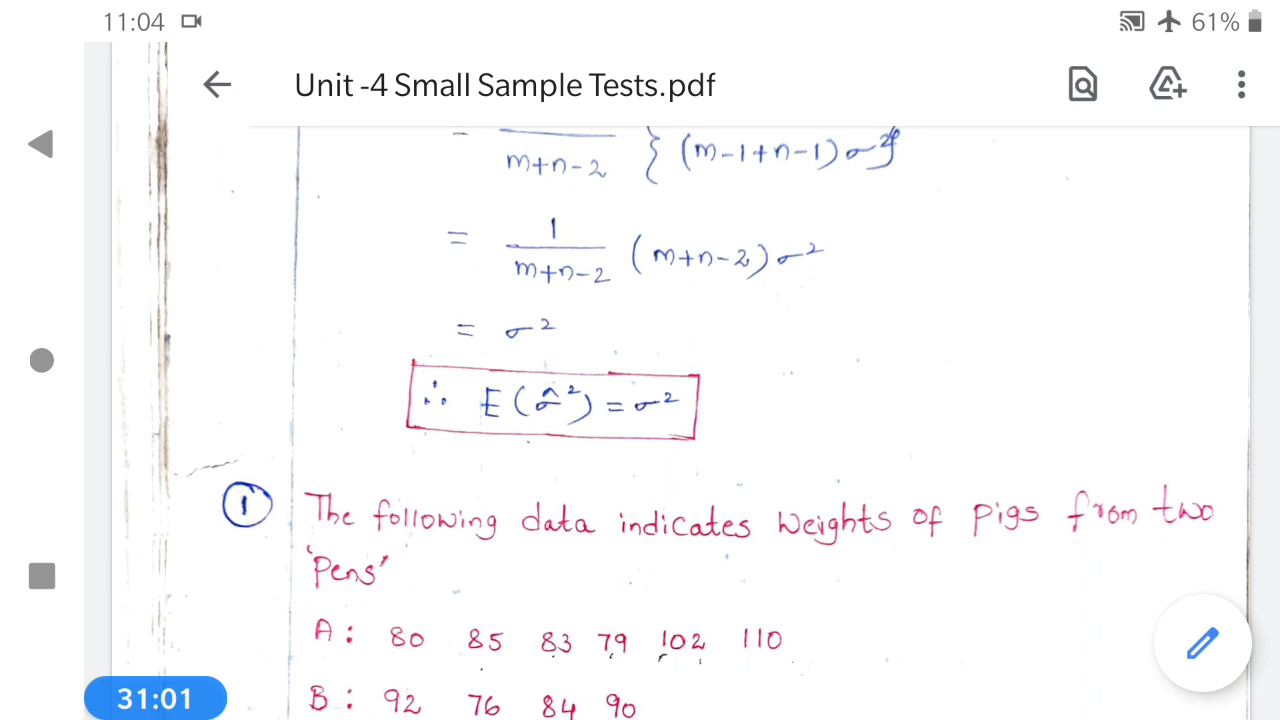 11:04 61%
Unit -4 Small Sample Tests.pdf
= ―― { (m-1+n-1)σ²}
m+n-2
= 1 (m+n-2)σ²
m+n-2
= σ²
∴ E(σ̂²) = σ²
1 The following data indicates weights of pigs from two
'Pens'
A: 80 85 83 79 102 110
B: 92 76 84 90
31:01